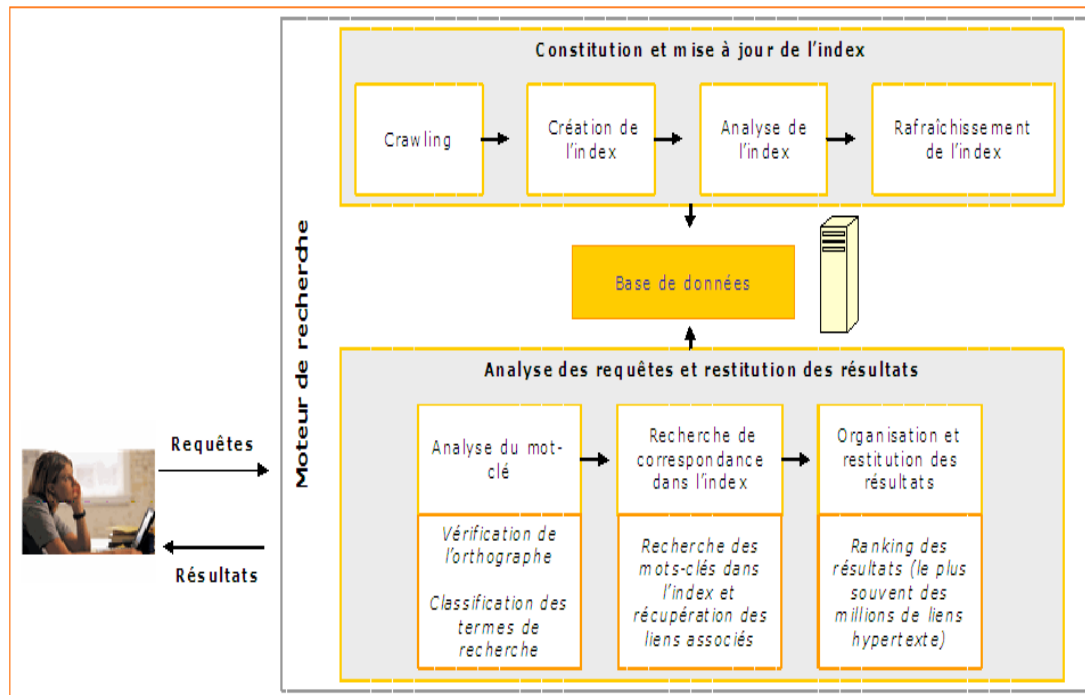 Constitution et mise à jour de l'index
Crawling
Création de
l'index
Analyse de
l'index
Rafraîchissement
de l'index
Moteur de recherche
Base de données
Analyse des requêtes et restitution des résultats
Requêtes
Résultats
Analyse du mot-
clé
Recherche de
correspondance
dans l'index
Organisation et
restitution des
résultats
Vérification de
l'orthographe
Classification des
termes de
recherche
Recherche des
mots-clés dans
l'index et
récupération des
liens associés
Ranking des
résultats (le plus
souvent des
millions de liens
hypertexte)